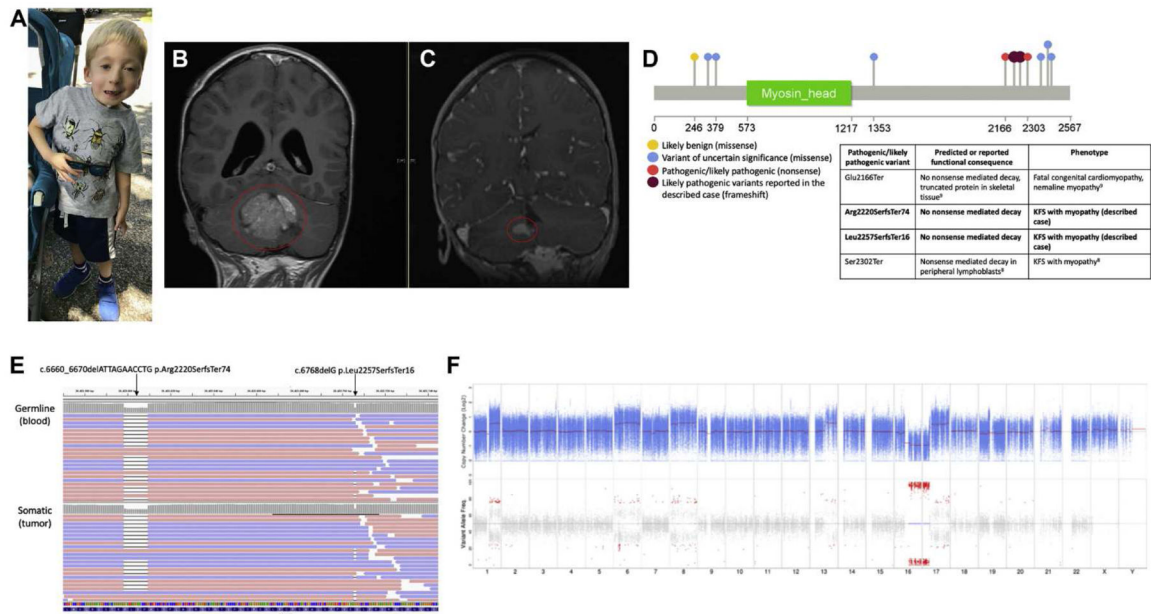 A
B
C
D
Myosin_head
0 246 379 573 1217 1353 2166 2303 2567
Likely benign (missense)
Variant of uncertain significance (missense)
Pathogenic/likely pathogenic (nonsense)
Likely pathogenic variants reported in the
described case (frameshift)
Pathogenic/likely pathogenic variant Predicted or reported functional consequence Phenotype
Glu2166Ter No nonsense mediated decay, truncated protein in skeletal tissue Fatal congenital cardiomyopathy, nemaline myopathy
Arg2220SerfsTer74 No nonsense mediated decay KFS with myopathy (described case)
Leu2257SerfsTer16 No nonsense mediated decay KFS with myopathy (described case)
Ser2302Ter Nonsense mediated decay in peripheral lymphoblasts KFS with myopathy
E
c.6660_6670delATTAGAACCTG p.Arg2220SerfsTer74 c.6768delG p.Leu2257SerfsTer16
Germline
(blood)
Somatic
(tumor)
F
Copy Number Change (Log2)
Variant Allele Freq.
1 2 3 4 5 6 7 8 9 10 11 12 13 14 15 16 17 18 19 20 21 22 X Y